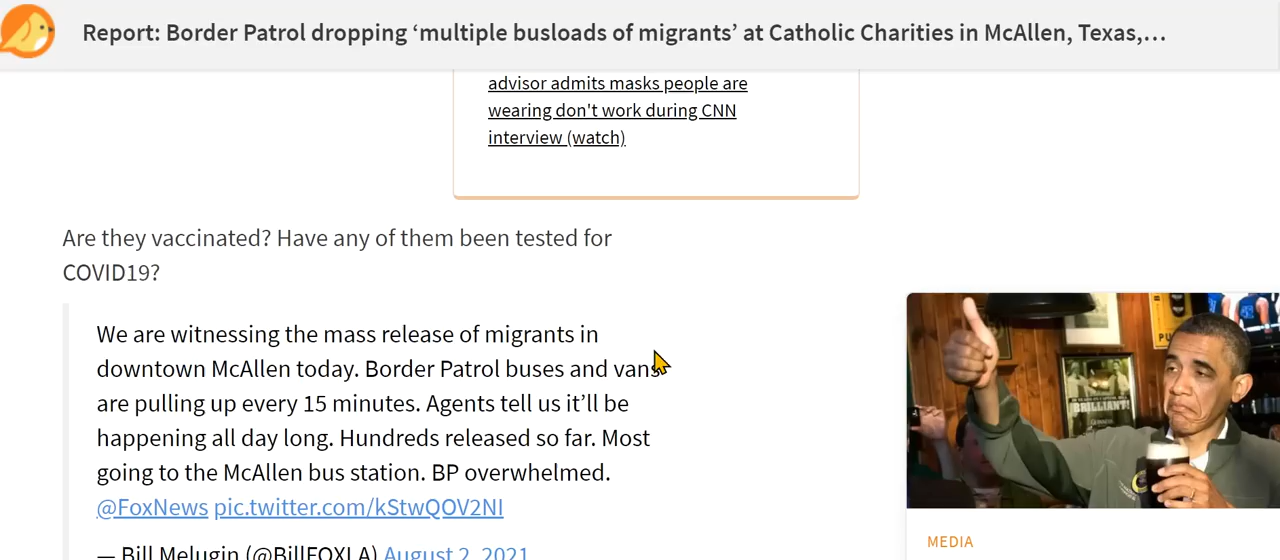 Report: Border Patrol dropping ‘multiple busloads of migrants’ at Catholic Charities in McAllen, Texas,…
advisor admits masks people are
wearing don't work during CNN
interview (watch)
Are they vaccinated? Have any of them been tested for
COVID19?
We are witnessing the mass release of migrants in
downtown McAllen today. Border Patrol buses and vans
are pulling up every 15 minutes. Agents tell us it’ll be
happening all day long. Hundreds released so far. Most
going to the McAllen bus station. BP overwhelmed.
@FoxNews pic.twitter.com/kStwQOV2NI
— Bill Melugin (@BillFOXLA) August 2, 2021
BRILLIANT!
MEDIA